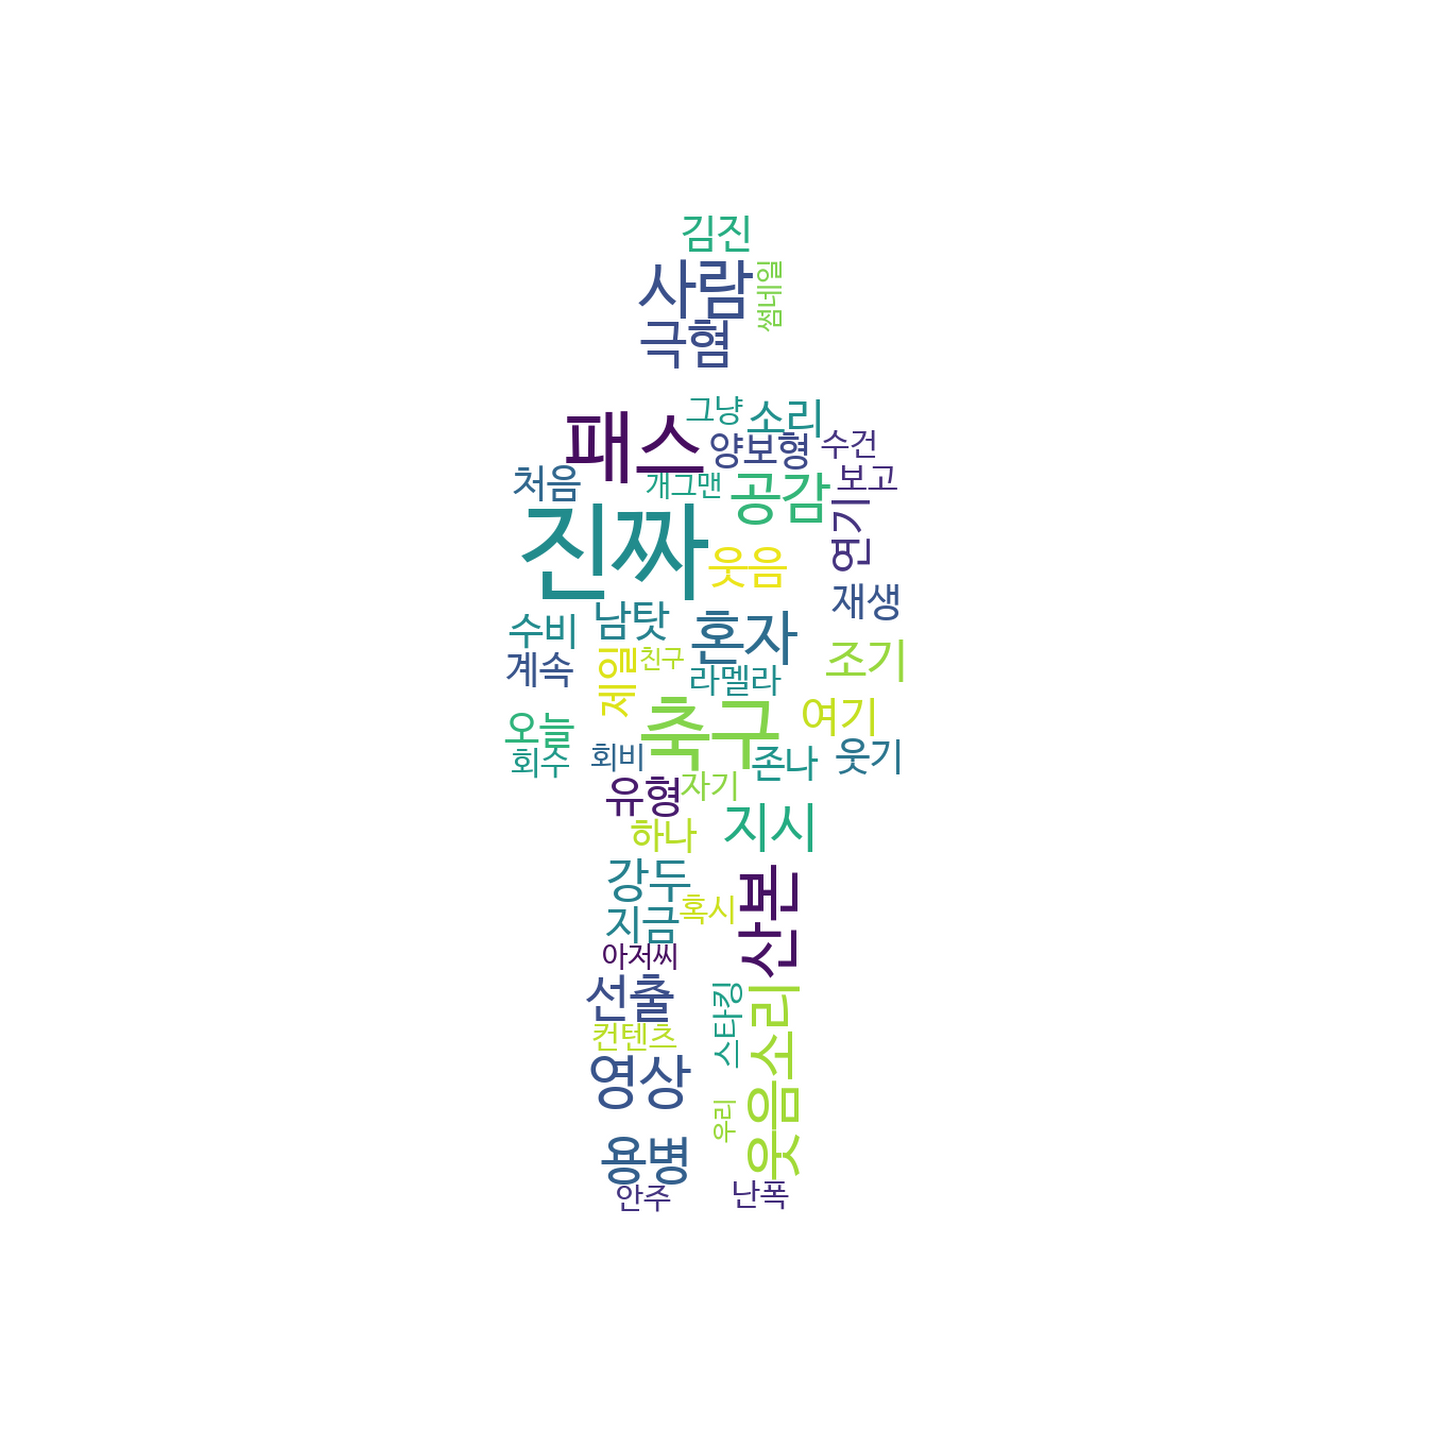 김진
사람
썸네일
극혐
그냥
소리
패스
양보형
수건
처음
개그맨
공감
보고
연기
진짜
웃음
재생
수비
남탓
혼자
계속
제일
친구
라멜라
조기
오늘
축구
여기
회수
회비
존나
웃기
유형
자기
하나
지시
강두
산본
지금
혹시
아저씨
선출
스타킹
웃음소리
컨텐츠
영상
우리
용병
안주
난폭